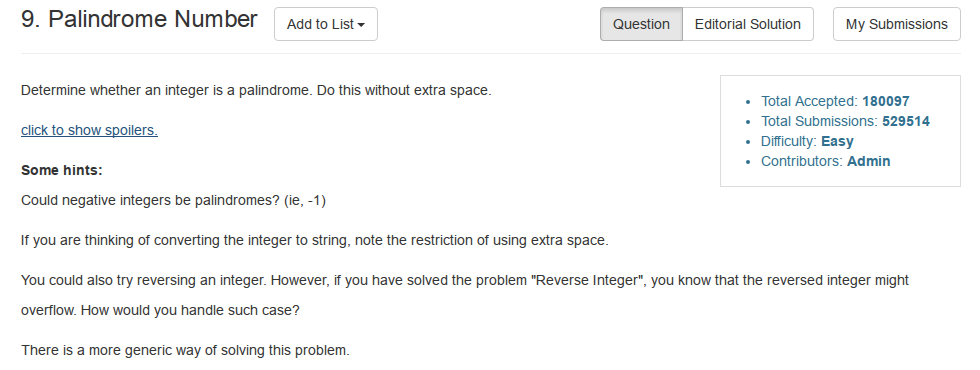 9. Palindrome Number
Add to List
Question
Editorial Solution
My Submissions
Determine whether an integer is a palindrome. Do this without extra space.
click to show spoilers.
Total Accepted: 180097
Total Submissions: 529514
Difficulty: Easy
Contributors: Admin
Some hints:
Could negative integers be palindromes? (ie, -1)
If you are thinking of converting the integer to string, note the restriction of using extra space.
You could also try reversing an integer. However, if you have solved the problem "Reverse Integer", you know that the reversed integer might
overflow. How would you handle such case?
There is a more generic way of solving this problem.